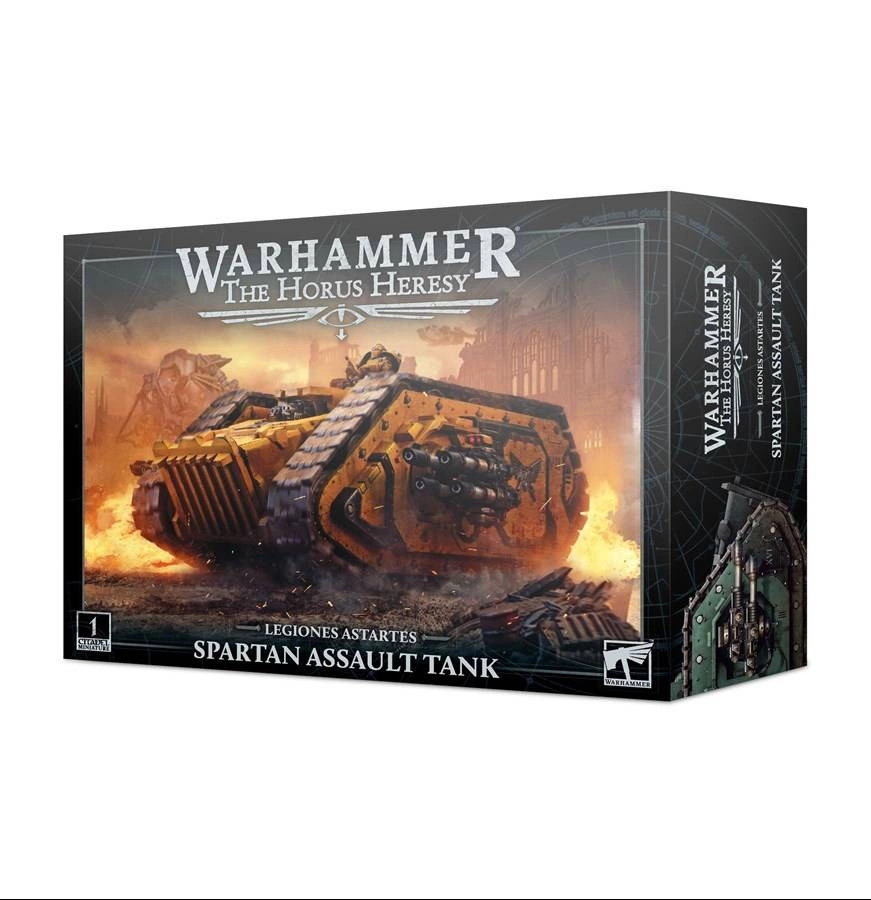 WARHAMMER
THE HORUS HERESY
LEGIONES ASTARTES
SPARTAN ASSAULT TANK
1
CITADEL
MINIATURE
WARHAMMER
WARHAMMER
THE HORUS HERESY
LEGIONES ASTARTES
SPARTAN ASSAULT TANK